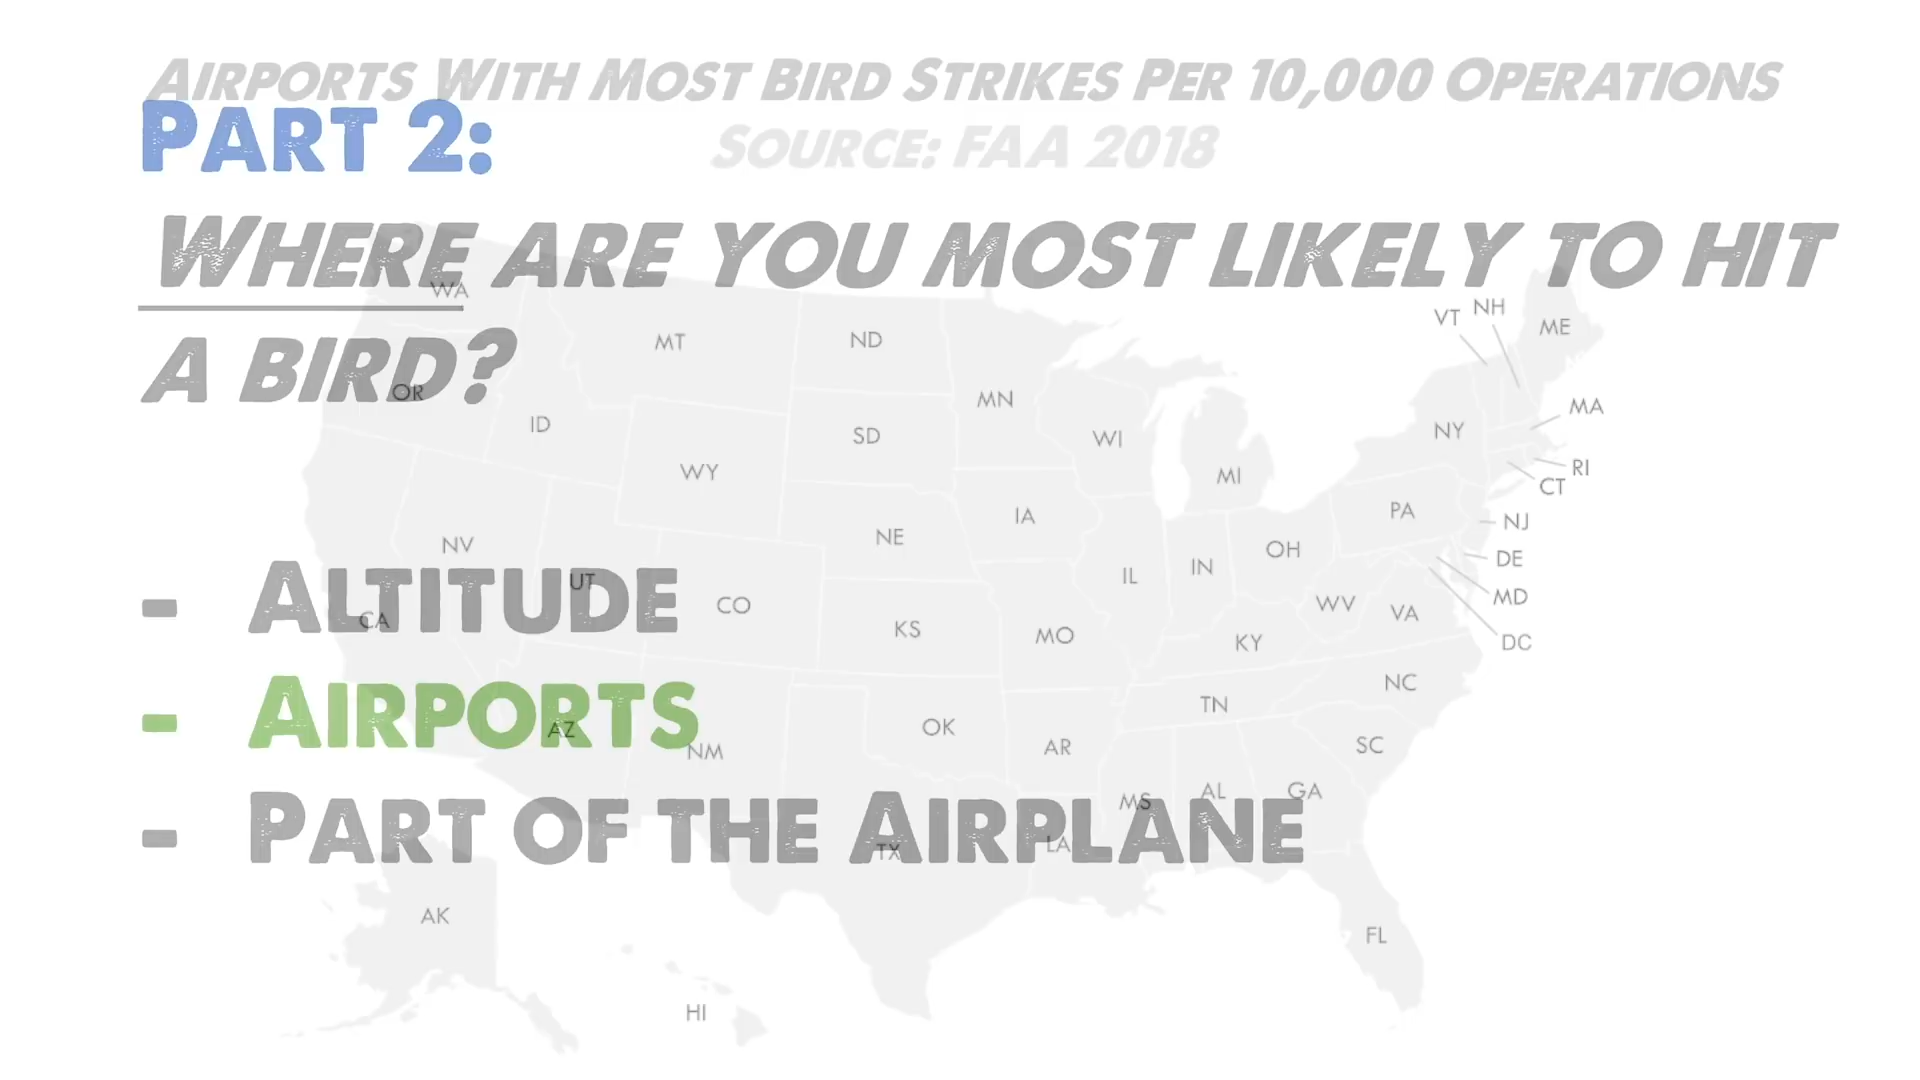 Airports With Most Bird Strikes Per 10,000 Operations
Source: FAA 2018
Part 2:
Where are you most likely to hit
a bird?
- Altitude
- Airports
- Part of the Airplane
WA
OR
ID
MT
ND
SD
WY
MN
WI
MI
NY
VT
NH
ME
MA
RI
CT
NJ
DE
MD
DC
PA
NV
UT
CA
CO
NE
IA
IL
IN
OH
WV
VA
KS
MO
KY
NC
TN
SC
AZ
NM
OK
AR
MS
AL
GA
TX
LA
FL
AK
HI